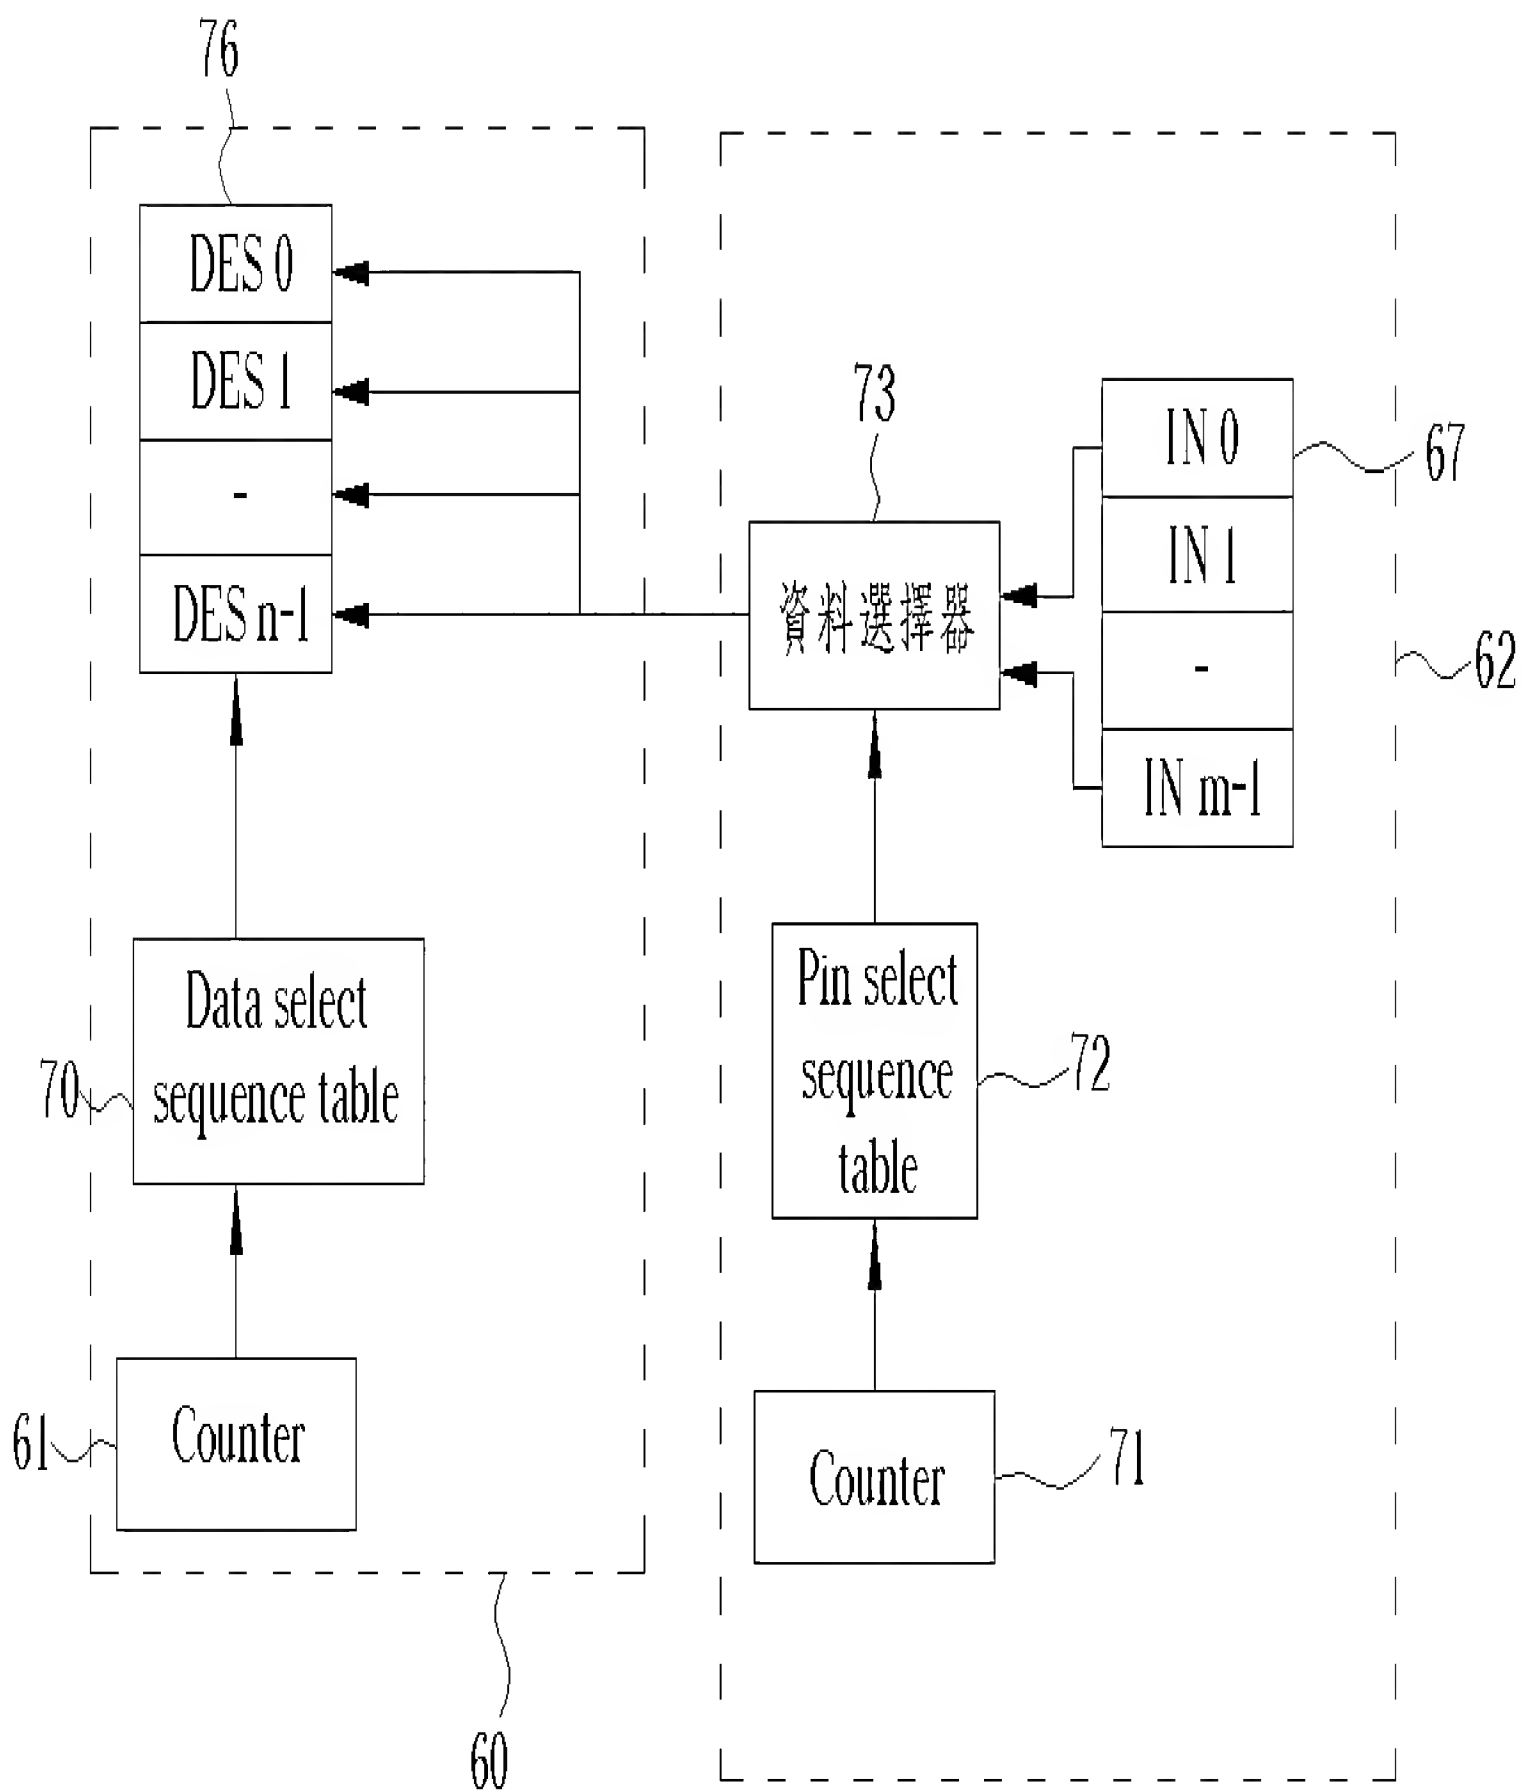 76
DES 0
DES 1
-
DES n-1
73
資料選擇器
IN 0
IN 1
-
IN m-1
67
62
Data select
sequence table
70
Pin select
sequence
table
72
Counter
61
Counter
71
60